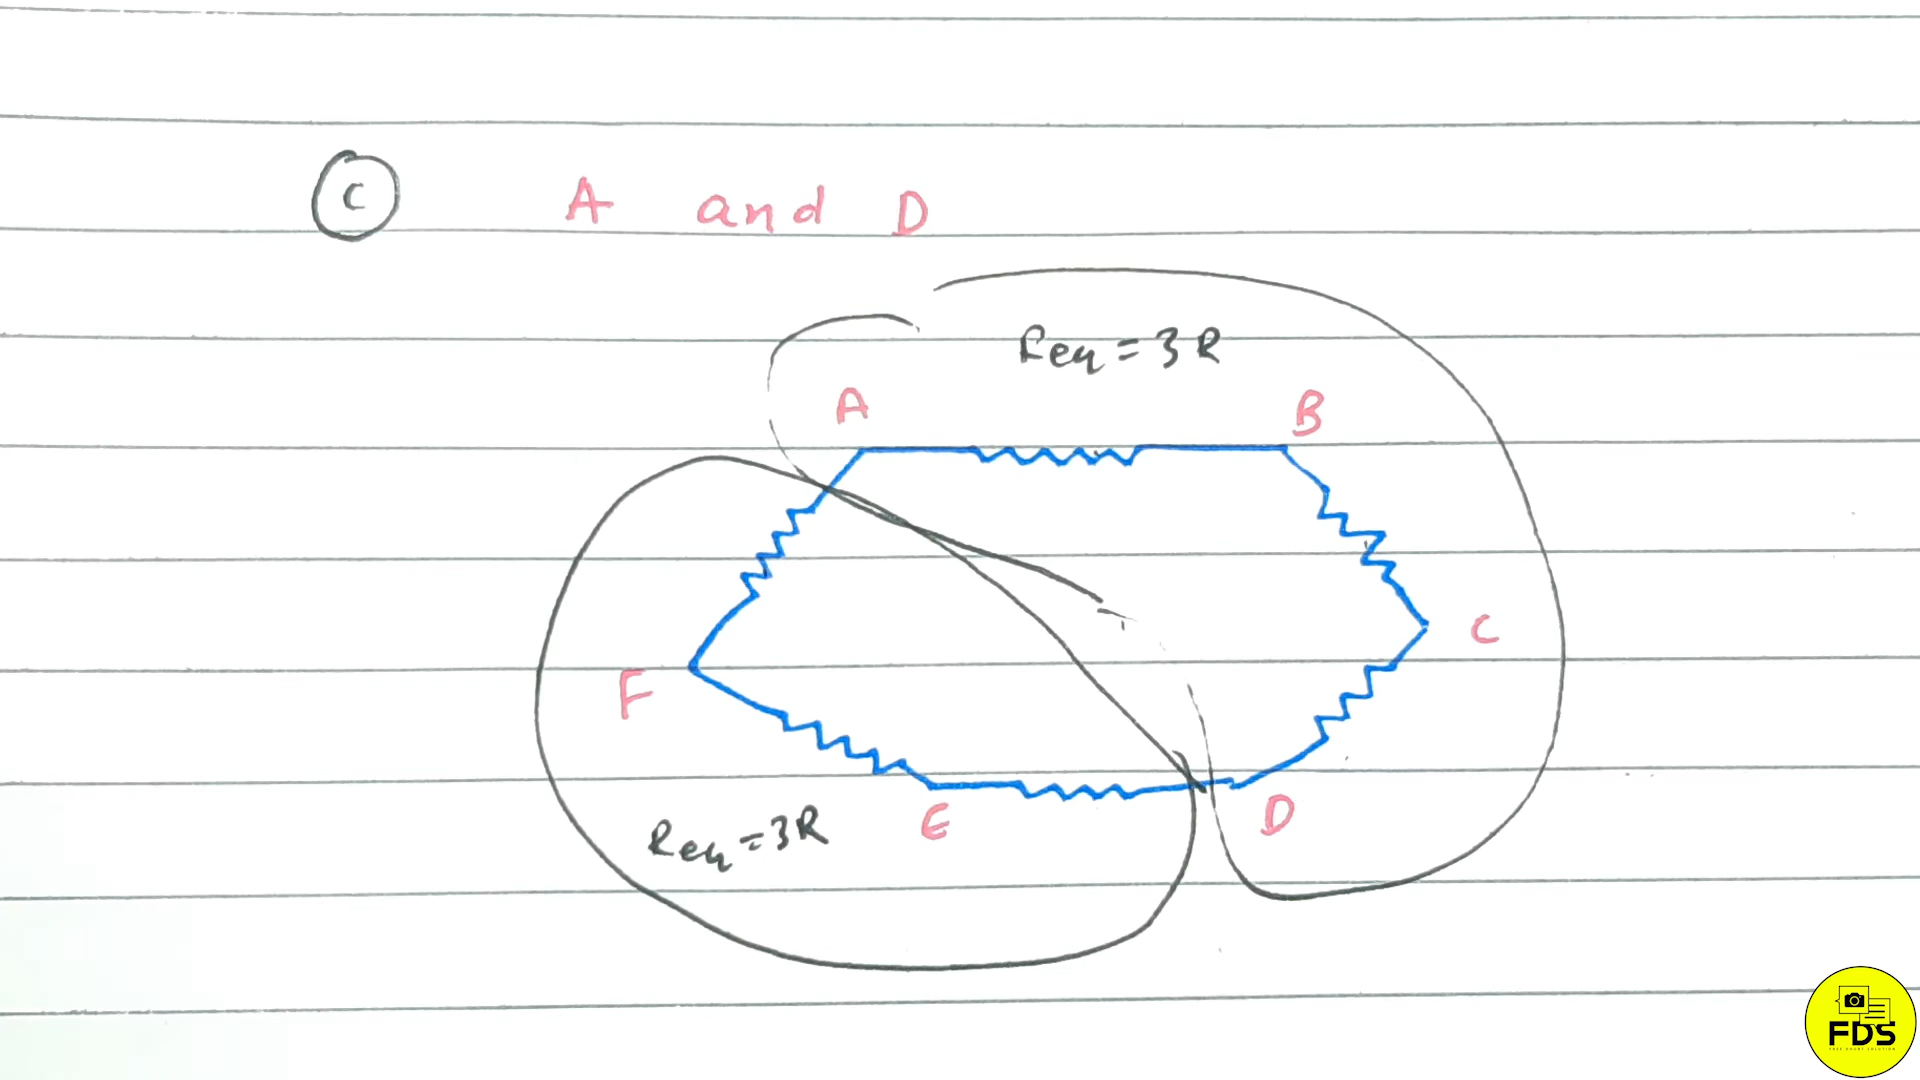 C A and D
Req = 3R
A B
C
F
Req = 3R E D
FDS